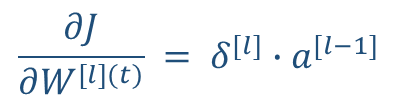 ∂J / ∂W^{[l](t)} = δ^{[l]} · a^{[l−1]}